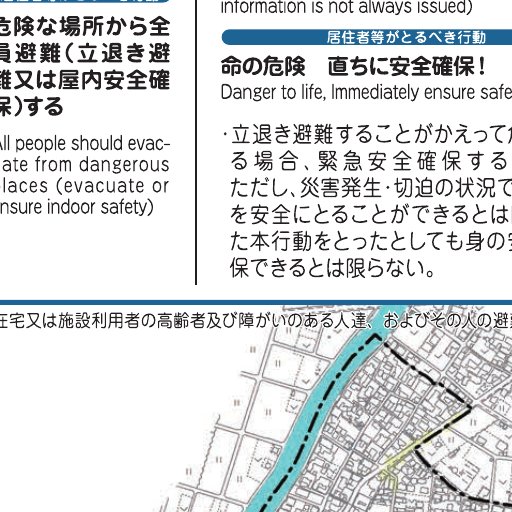 危険な場所から全
員避難(立退き避
難又は屋内安全確
保)する
All people should evac-
uate from dangerous
places (evacuate or
ensure indoor safety)
information is not always issued)
居住者等がとるべき行動
命の危険 直ちに安全確保!
Danger to life, Immediately ensure safe
・立退き避難することがかえって
る場合、緊急安全確保する
ただし、災害発生・切迫の状況で
を安全にとることができるとは
た本行動をとったとしても身の
保できるとは限らない。
在宅又は施設利用者の高齢者及び障がいのある人達、およびその人の避